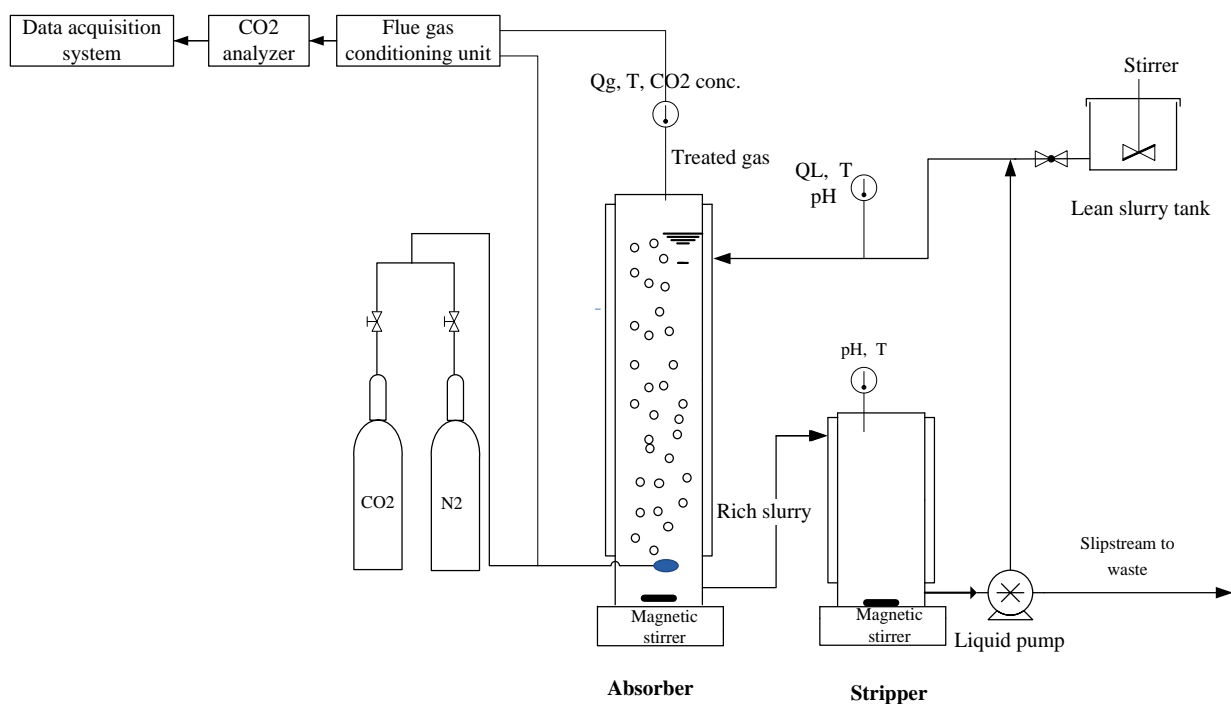 Data acquisition
system
CO2
analyzer
Flue gas
conditioning unit
Qg, T, CO2 conc.
Treated gas
Stirrer
QL, T
pH
Lean slurry tank
pH, T
CO2
N2
Rich slurry
Slipstream to
waste
Magnetic
stirrer
Magnetic
stirrer
Liquid pump
Absorber
Stripper